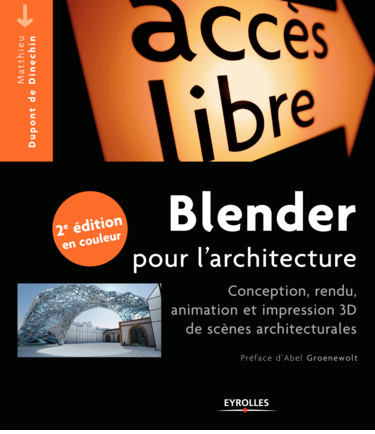 Matthieu
Dupont de Dinechin
accès
libre
2e édition
en couleur
Blender
pour l'architecture
Conception, rendu,
animation et impression 3D
de scènes architecturales
Préface d'Abel Groenewolt
EYROLLES